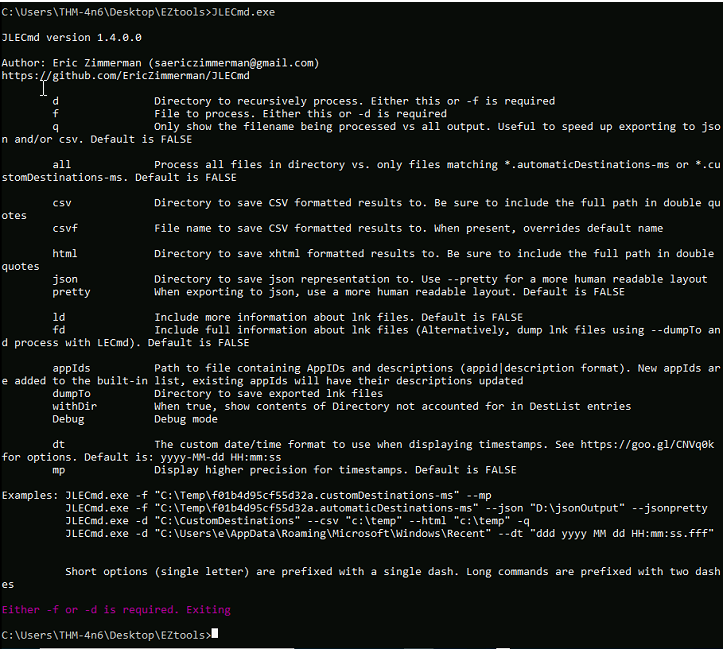 C:\Users\THM-4n6\Desktop\EZtools>JLECmd.exe
JLECmd version 1.4.0.0
Author: Eric Zimmerman (saericzimmerman@gmail.com)
https://github.com/EricZimmerman/JLECmd
d Directory to recursively process. Either this or -f is required
f File to process. Either this or -d is required
q Only show the filename being processed vs all output. Useful to speed up exporting to jso
n and/or csv. Default is FALSE
all Process all files in directory vs. only files matching *.automaticDestinations-ms or *.cu
stomDestinations-ms. Default is FALSE
csv Directory to save CSV formatted results to. Be sure to include the full path in double qu
otes
csvf File name to save CSV formatted results to. When present, overrides default name
html Directory to save xhtml formatted results to. Be sure to include the full path in double
quotes
json Directory to save json representation to. Use --pretty for a more human readable layout
pretty When exporting to json, use a more human readable layout. Default is FALSE
ld Include more information about lnk files. Default is FALSE
fd Include full information about lnk files (Alternatively, dump lnk files using --dumpTo an
d process with LECmd). Default is FALSE
appIds Path to file containing AppIDs and descriptions (appid|description format). New appIds ar
e added to the built-in list, existing appIds will have their descriptions updated
dumpTo Directory to save exported lnk files
withDir When true, show contents of Directory not accounted for in DestList entries
Debug Debug mode
dt The custom date/time format to use when displaying timestamps. See https://goo.gl/CNVq0k
for options. Default is: yyyy-MM-dd HH:mm:ss
mp Display higher precision for timestamps. Default is FALSE
Examples: JLECmd.exe -f "C:\Temp\f01b4d95cf55d32a.customDestinations-ms" --mp
JLECmd.exe -f "C:\Temp\f01b4d95cf55d32a.automaticDestinations-ms" --json "D:\jsonOutput" --jsonpretty
JLECmd.exe -d "C:\CustomDestinations" --csv "c:\temp" --html "c:\temp" -q
JLECmd.exe -d "C:\Users\e\AppData\Roaming\Microsoft\Windows\Recent" --dt "ddd yyyy MM dd HH:mm:ss.fff"
Short options (single letter) are prefixed with a single dash. Long commands are prefixed with two dash
es
Either -f or -d is required. Exiting
C:\Users\THM-4n6\Desktop\EZtools>